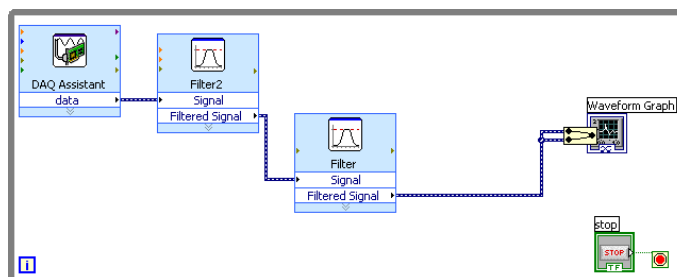 DAQ Assistant
data
Filter2
Signal
Filtered Signal
Filter
Signal
Filtered Signal
Waveform Graph
stop
STOP
TF
i